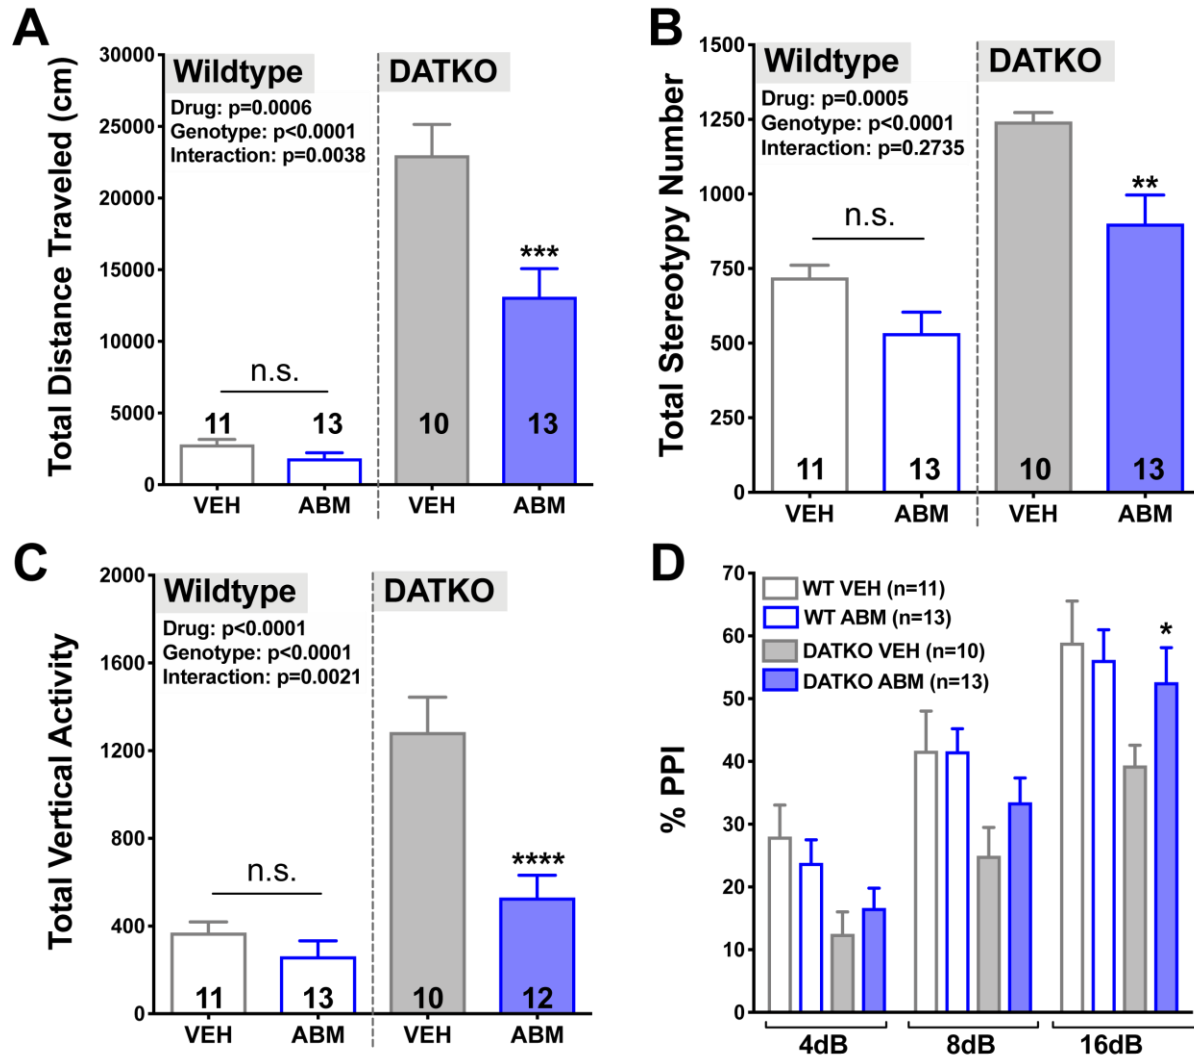 A
Total Distance Traveled (cm)
30000
25000
20000
15000
10000
5000
0
Wildtype
DATKO
Drug: p=0.0006
Genotype: p<0.0001
Interaction: p=0.0038
n.s.
***
11
13
10
13
VEH
ABM
VEH
ABM
B
Total Stereotypy Number
1500
1250
1000
750
500
250
0
Wildtype
DATKO
Drug: p=0.0005
Genotype: p<0.0001
Interaction: p=0.2735
n.s.
**
11
13
10
13
VEH
ABM
VEH
ABM
C
Total Vertical Activity
2000
1600
1200
800
400
0
Wildtype
DATKO
Drug: p<0.0001
Genotype: p<0.0001
Interaction: p=0.0021
n.s.
****
11
13
10
12
VEH
ABM
VEH
ABM
D
% PPI
70
60
50
40
30
20
10
0
WT VEH (n=11)
WT ABM (n=13)
DATKO VEH (n=10)
DATKO ABM (n=13)
*
4dB
8dB
16dB